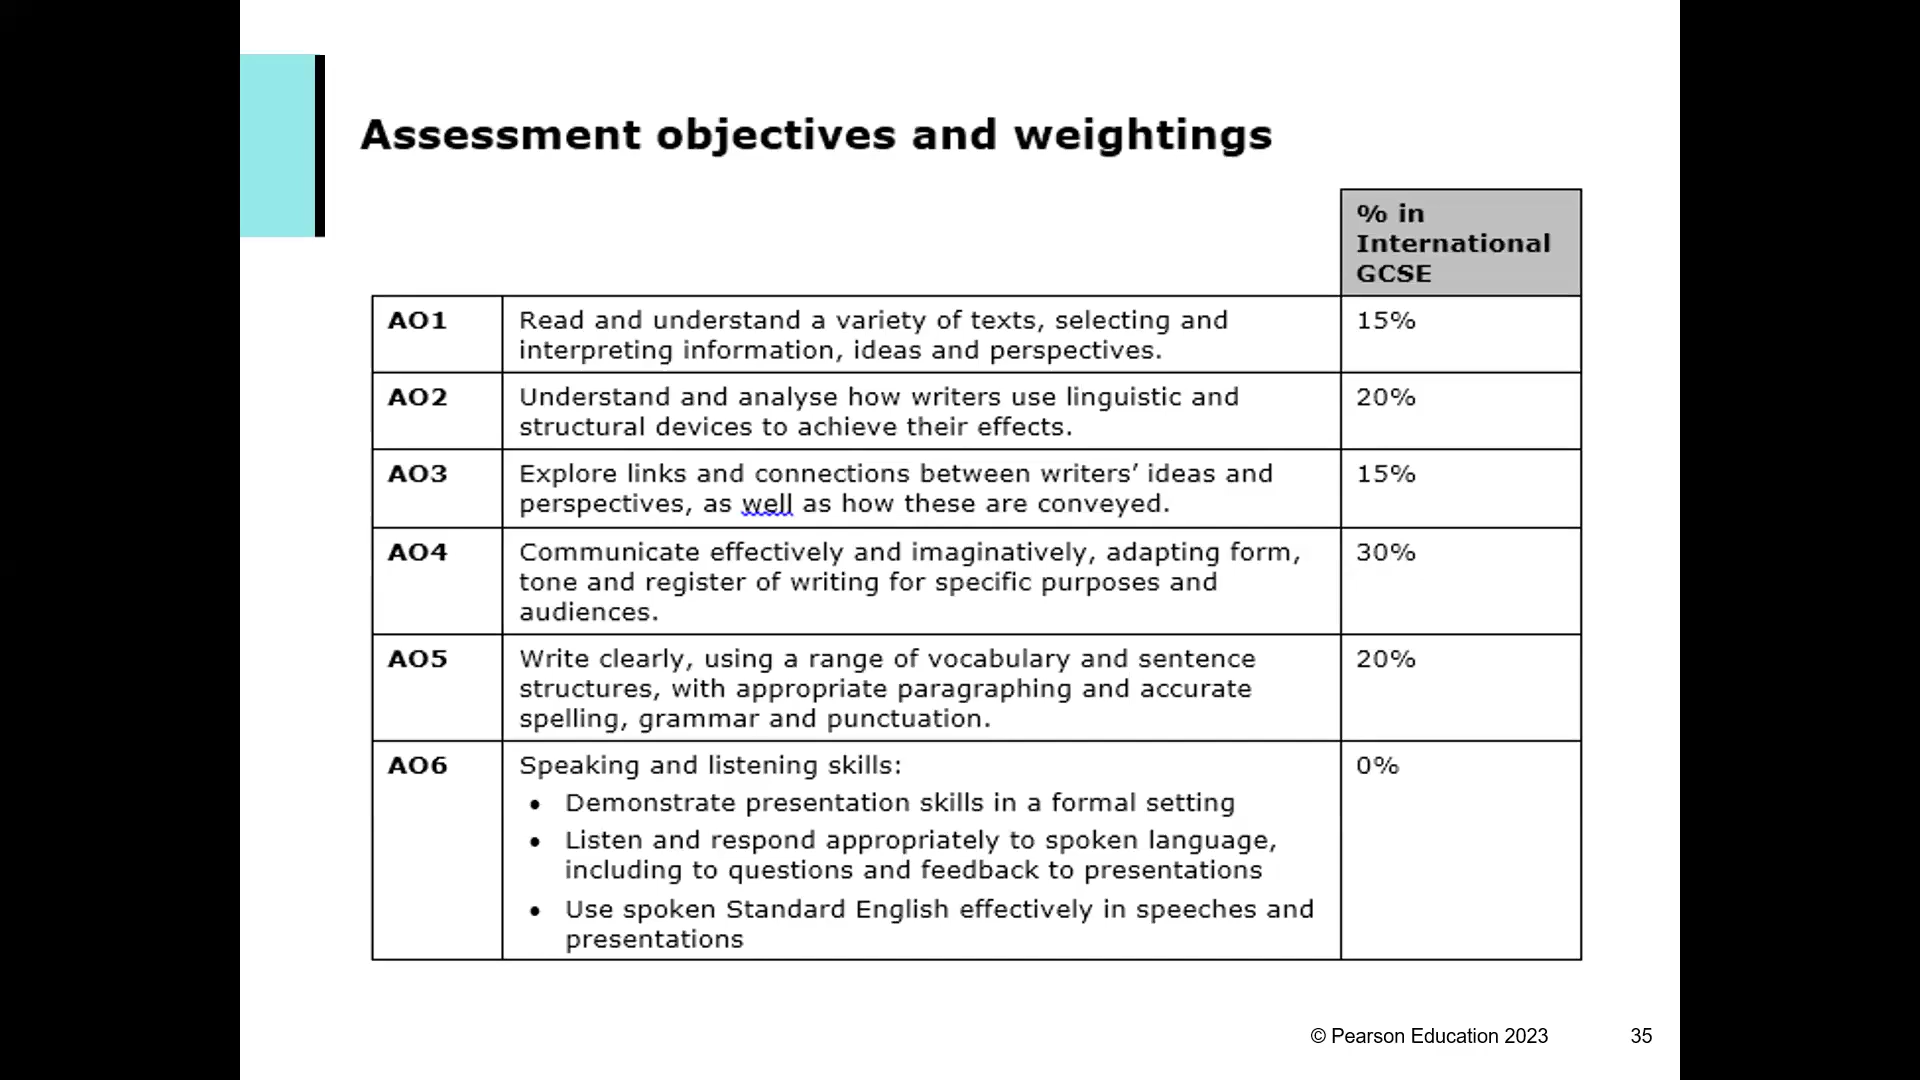 Assessment objectives and weightings
% in
International
GCSE
AO1
Read and understand a variety of texts, selecting and
interpreting information, ideas and perspectives.
15%
AO2
Understand and analyse how writers use linguistic and
structural devices to achieve their effects.
20%
AO3
Explore links and connections between writers’ ideas and
perspectives, as well as how these are conveyed.
15%
AO4
Communicate effectively and imaginatively, adapting form,
tone and register of writing for specific purposes and
audiences.
30%
AO5
Write clearly, using a range of vocabulary and sentence
structures, with appropriate paragraphing and accurate
spelling, grammar and punctuation.
20%
AO6
Speaking and listening skills:
• Demonstrate presentation skills in a formal setting
• Listen and respond appropriately to spoken language,
including to questions and feedback to presentations
• Use spoken Standard English effectively in speeches and
presentations
0%
© Pearson Education 2023
35